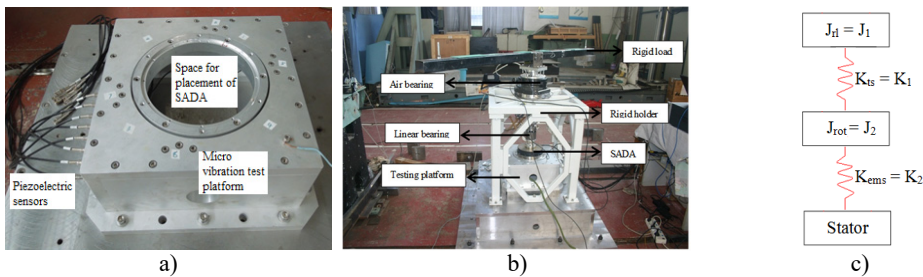 Space for
placement of
SADA
Micro
vibration test
platform
Piezoelectric
sensors
a)
Rigid load
Air bearing
Rigid holder
Linear bearing
SADA
Testing platform
b)
J_rl = J_1
K_ts = K_1
J_rot = J_2
K_ems = K_2
Stator
c)